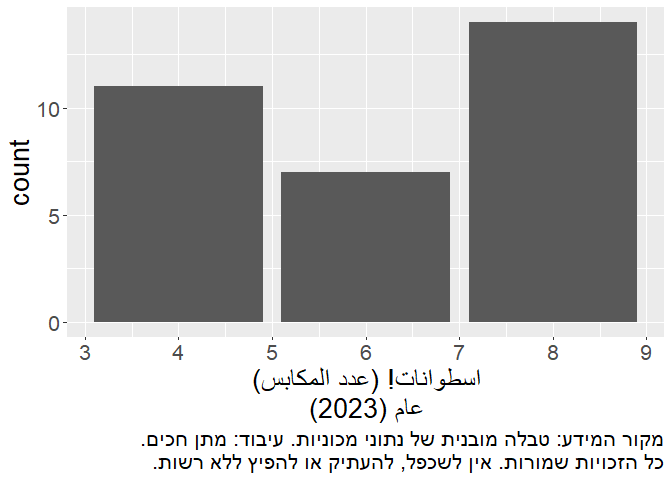 count
10
5
0
3 4 5 6 7 8 9
اسطوانات! (عدد المكابس)
عام (2023)
מקור המידע: טבלה מובנית של נתוני מכוניות. עיבוד: מתן חכים.
כל הזכויות שמורות. אין לשכפל, להעתיק או להפיץ ללא רשות.